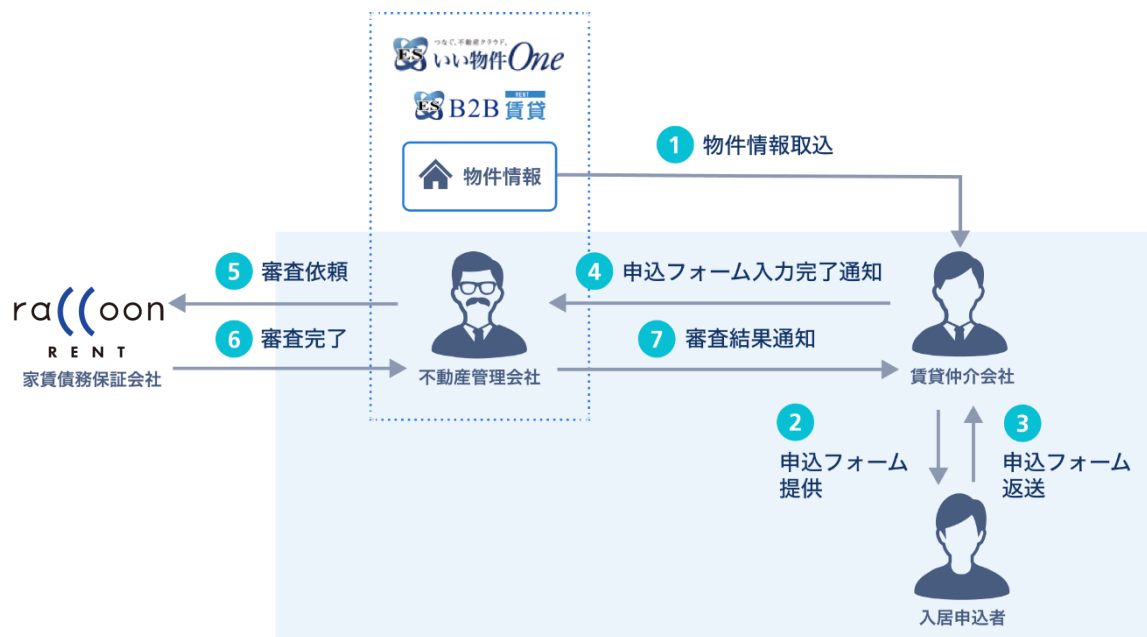 つなぐ、不動産クラウド。
ES いい物件One
ES B2B 賃貸 RENT
物件情報
1 物件情報取込
5 審査依頼
4 申込フォーム入力完了通知
raccoon
RENT
家賃債務保証会社
6 審査完了
不動産管理会社
7 審査結果通知
賃貸仲介会社
2
申込フォーム
提供
3
申込フォーム
返送
入居申込者